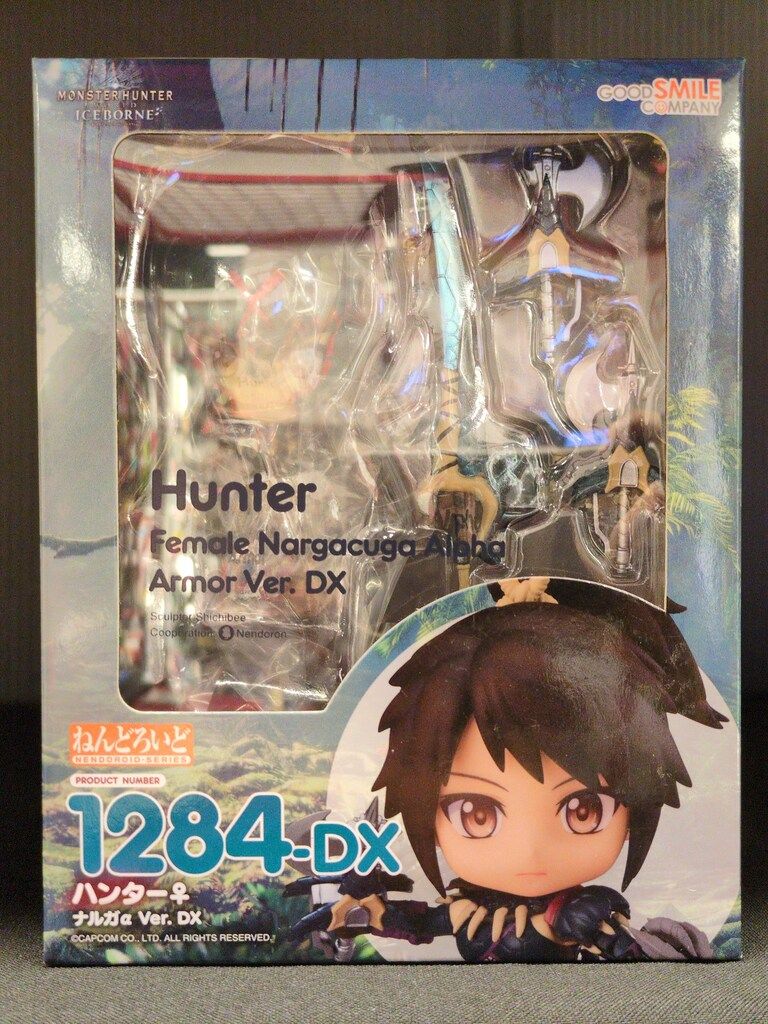 MONSTER HUNTER
WORLD
ICEBORNE
GOOD SMILE
COMPANY
Hunter
Female Nargacuga Alpha
Armor Ver. DX
Sculptor Shichibee
Cooperation: Nendoron
ねんどろいど
NENDOROID-SERIES
PRODUCT NUMBER
1284-DX
ハンター♀
ナルガα Ver. DX
©CAPCOM CO., LTD. ALL RIGHTS RESERVED.